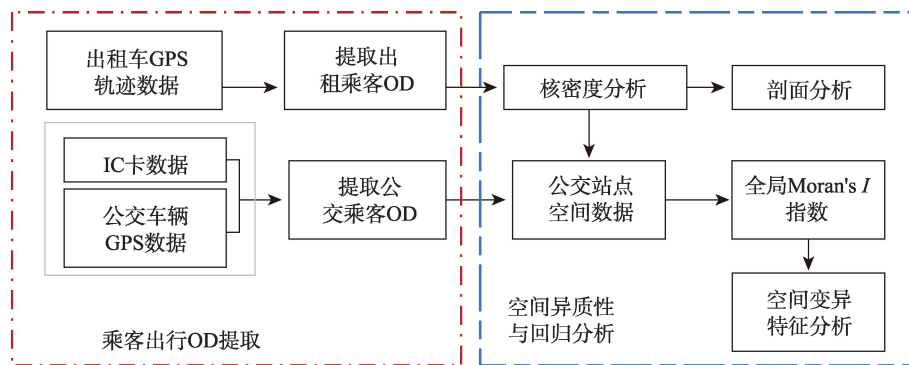 出租车GPS
轨迹数据
提取出
租乘客OD
核密度分析
剖面分析
IC卡数据
公交车辆
GPS数据
提取公
交乘客OD
公交站点
空间数据
全局Moran's I
指数
空间变异
特征分析
乘客出行OD提取
空间异质性
与回归分析